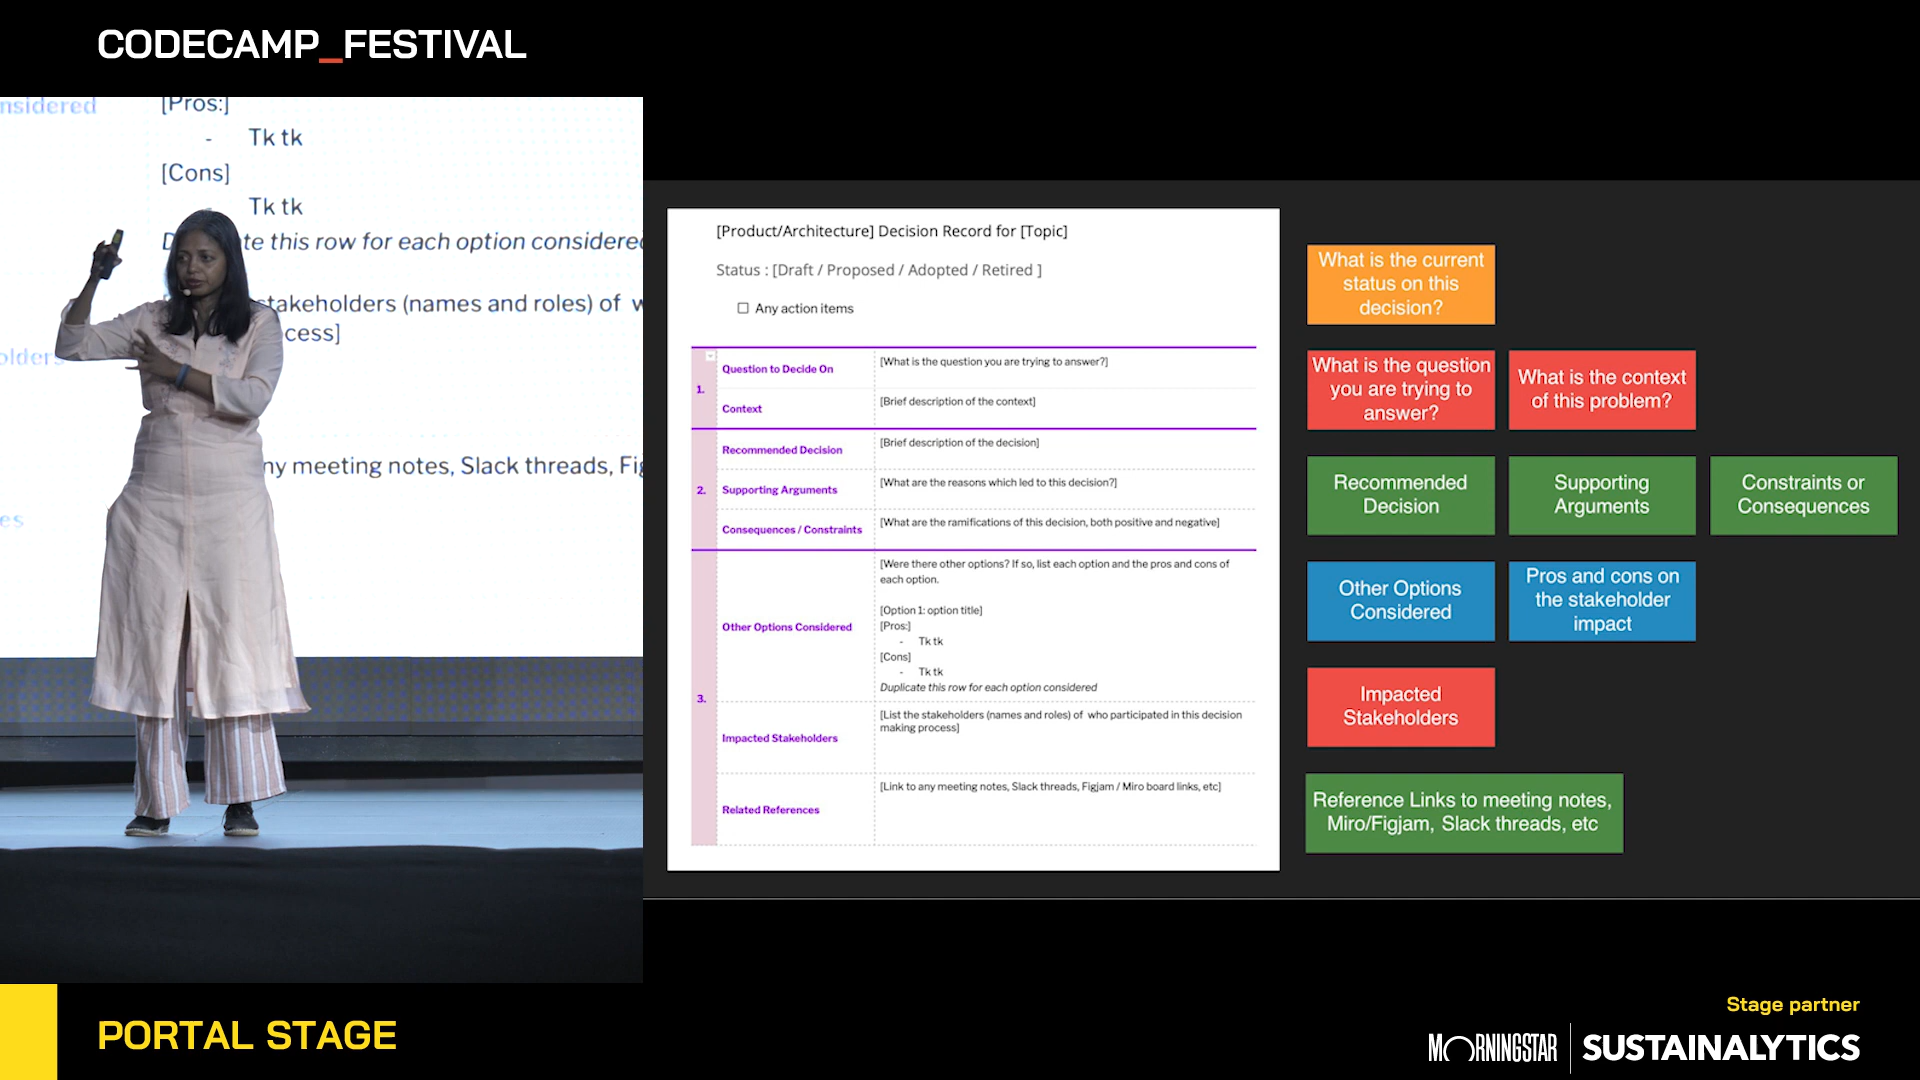 CODECAMP_FESTIVAL
[Pros:]
- Tk tk
[Cons]
Tk tk
this row for each option considered
stakeholders (names and roles) of
meeting notes, Slack threads,
[Product/Architecture] Decision Record for [Topic]
Status : [Draft / Proposed / Adopted / Retired ]
Any action items
1.
Question to Decide On
[What is the question you are trying to answer?]
Context
[Brief description of the context]
2.
Recommended Decision
[Brief description of the decision]
Supporting Arguments
[What are the reasons which led to this decision?]
Consequences / Constraints
[What are the ramifications of this decision, both positive and negative]
3.
Other Options Considered
[Were there other options? If so, list each option and the pros and cons of
each option.
[Option 1: option title]
[Pros:]
- Tk tk
[Cons]
- Tk tk
Duplicate this row for each option considered
Impacted Stakeholders
[List the stakeholders (names and roles) of who participated in this decision
making process]
Related References
[Link to any meeting notes, Slack threads, Figjam / Miro board links, etc]
What is the current
status on this
decision?
What is the question
you are trying to
answer?
What is the context
of this problem?
Recommended
Decision
Supporting
Arguments
Constraints or
Consequences
Other Options
Considered
Pros and cons on
the stakeholder
impact
Impacted
Stakeholders
Reference Links to meeting notes,
Miro/Figjam, Slack threads, etc
PORTAL STAGE
Stage partner
MORNINGSTAR | SUSTAINALYTICS